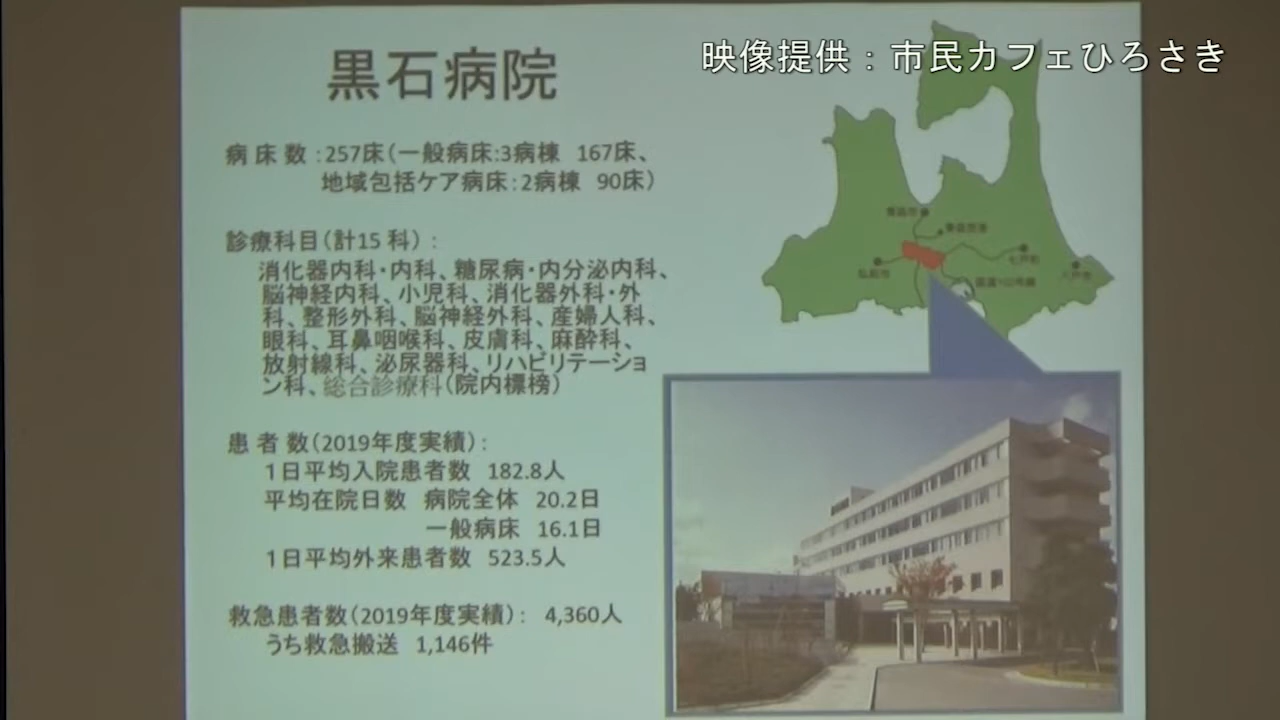 黒石病院
映像提供：市民カフェひろさき
病床数：257床（一般病床:3病棟 167床、
地域包括ケア病床：2病棟 90床）
診療科目（計15科）：
消化器内科・内科、糖尿病・内分泌内科、
脳神経内科、小児科、消化器外科・外
科、整形外科、脳神経外科、産婦人科、
眼科、耳鼻咽喉科、皮膚科、麻酔科、
放射線科、泌尿器科、リハビリテーショ
ン科、総合診療科（院内標榜）
患者数（2019年度実績）：
1日平均入院患者数 182.8人
平均在院日数 病院全体 20.2日
一般病床 16.1日
1日平均外来患者数 523.5人
救急患者数（2019年度実績）： 4,360人
うち救急搬送 1,146件
青森市
青森空港
七戸町
八戸市
弘前市